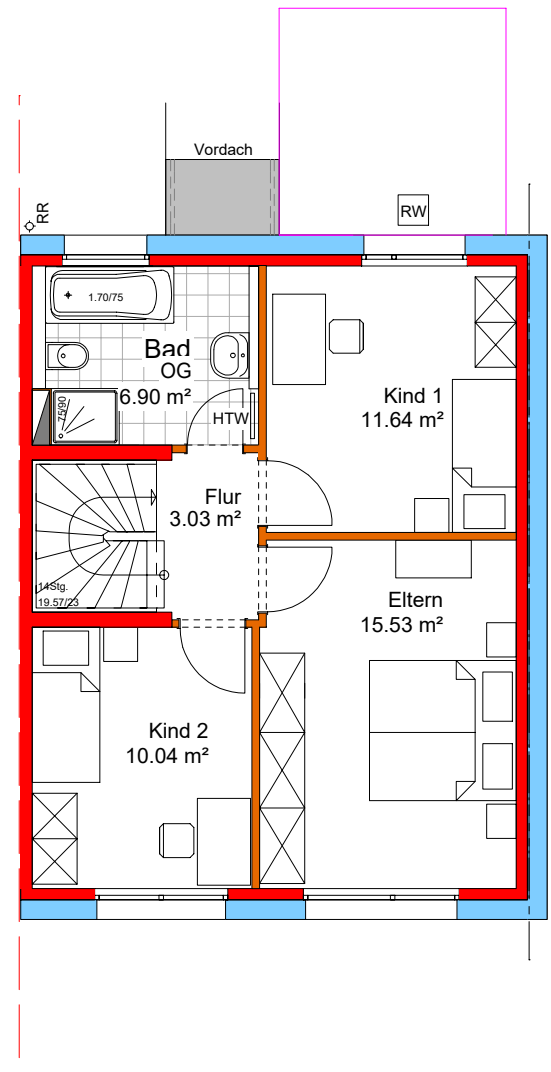 Vordach
RR
RW
1.70/75
Bad
OG
6.90 m²
75/90
HTW
Kind 1
11.64 m²
Flur
3.03 m²
14Stg.
19.57/23
Eltern
15.53 m²
Kind 2
10.04 m²